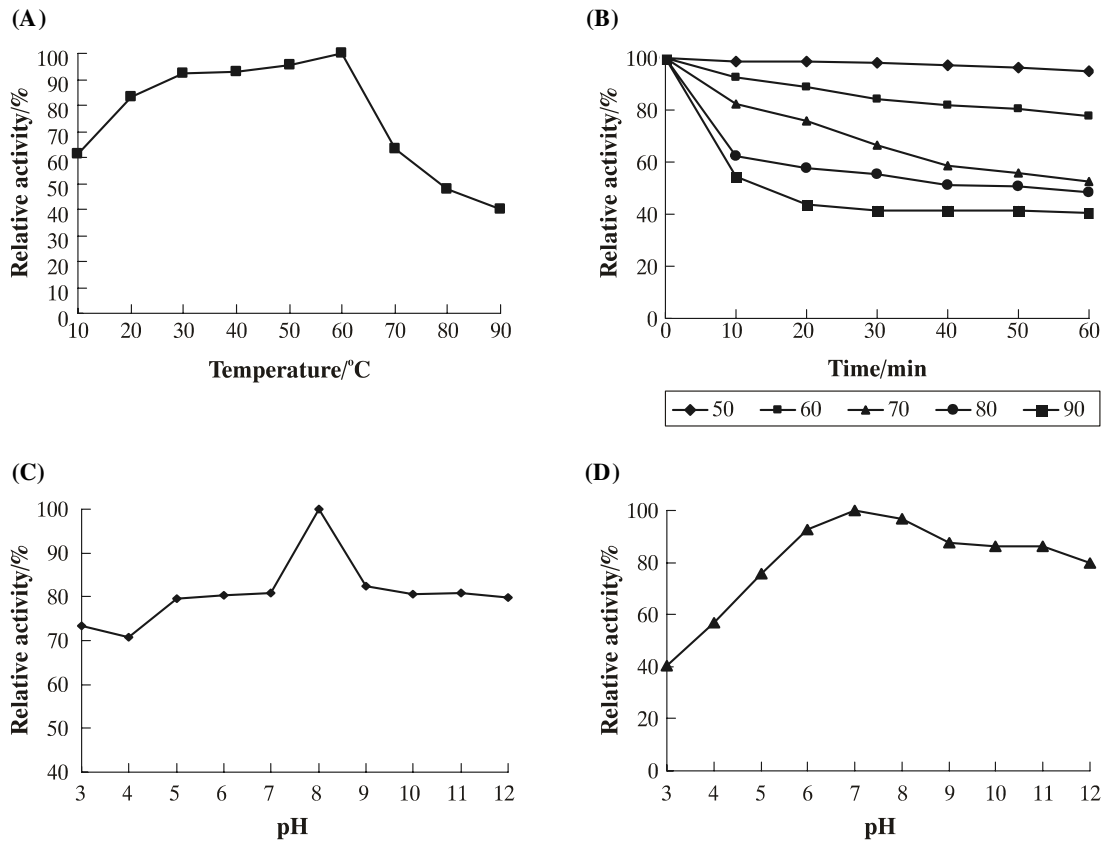 (A)
100
90
80
70
60
50
40
30
20
10
0
10 20 30 40 50 60 70 80 90
Relative activity/%
Temperature/°C
(B)
100
80
60
40
20
0
0 10 20 30 40 50 60
Relative activity/%
Time/min
50 60 70 80 90
(C)
100
90
80
70
60
50
40
3 4 5 6 7 8 9 10 11 12
Relative activity/%
pH
(D)
100
80
60
40
20
0
3 4 5 6 7 8 9 10 11 12
Relative activity/%
pH